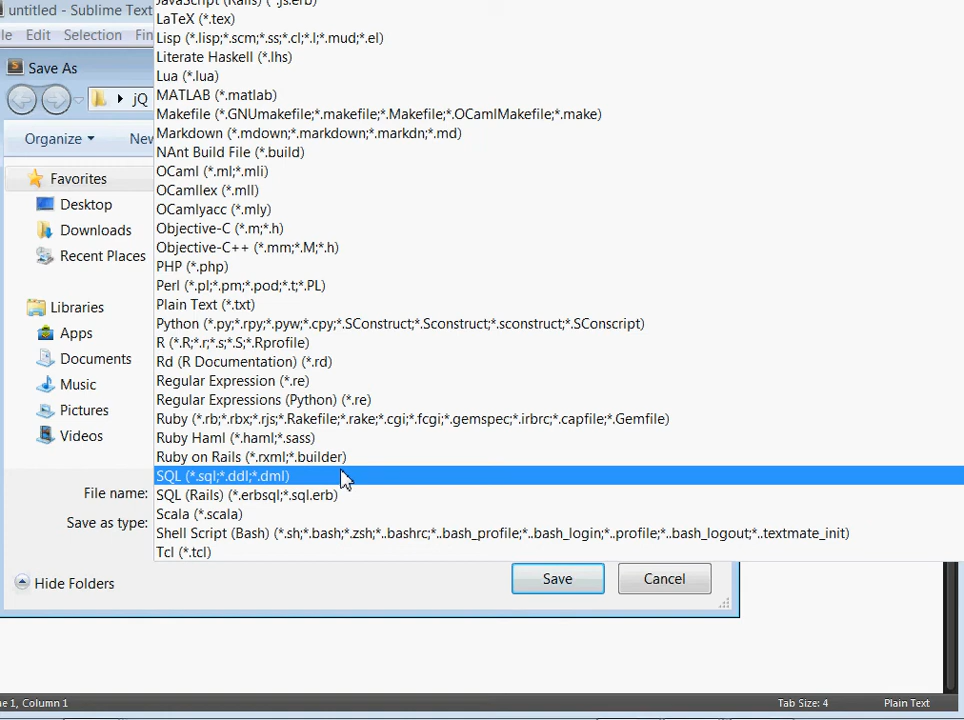 untitled - Sublime Text
JavaScript (Rails) (*.js.erb)
LaTeX (*.tex)
le Edit Selection Fin
Lisp (*.lisp;*.scm;*.ss;*.cl;*.l;*.mud;*.el)
Literate Haskell (*.lhs)
Save As
Lua (*.lua)
jQ
MATLAB (*.matlab)
Makefile (*.GNUmakefile;*.makefile;*.Makefile;*.OCamlMakefile;*.make)
Organize
New
Markdown (*.mdown;*.markdown;*.markdn;*.md)
NAnt Build File (*.build)
OCaml (*.ml;*.mli)
Favorites
OCamllex (*.mll)
Desktop
OCamlyacc (*.mly)
Downloads
Objective-C (*.m;*.h)
Recent Places
Objective-C++ (*.mm;*.M;*.h)
PHP (*.php)
Perl (*.pl;*.pm;*.pod;*.t;*.PL)
Libraries
Plain Text (*.txt)
Apps
Python (*.py;*.rpy;*.pyw;*.cpy;*.SConstruct;*.Sconstruct;*.sconstruct;*.SConscript)
R (*.R;*.r;*.s;*.S;*.Rprofile)
Documents
Rd (R Documentation) (*.rd)
Music
Regular Expression (*.re)
Pictures
Regular Expressions (Python) (*.re)
Ruby (*.rb;*.rbx;*.rjs;*.Rakefile;*.rake;*.cgi;*.fcgi;*.gemspec;*.irbrc;*.capfile;*.Gemfile)
Videos
Ruby Haml (*.haml;*.sass)
Ruby on Rails (*.rxml;*.builder)
SQL (*.sql;*.ddl;*.dml)
File name:
SQL (Rails) (*.erbsql;*.sql.erb)
Save as type:
Scala (*.scala)
Shell Script (Bash) (*.sh;*.bash;*.zsh;*..bashrc;*..bash_profile;*..bash_login;*..profile;*..bash_logout;*..textmate_init)
Tcl (*.tcl)
Hide Folders
Save
Cancel
ne 1, Column 1
Tab Size: 4
Plain Text